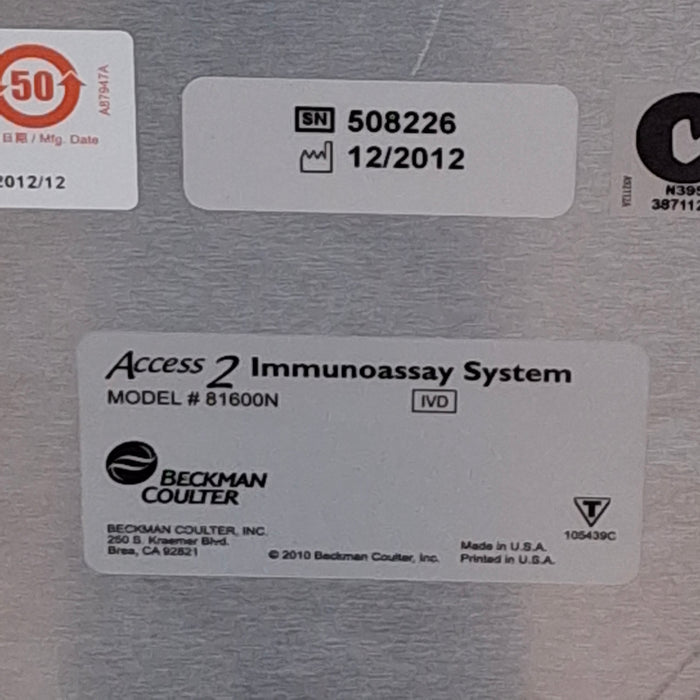 50
A87947A
日期 / Mfg. Date
2012/12
SN 508226
12/2012
A92112A
N395
387112
Access 2 Immunoassay System
MODEL # 81600N
IVD
BECKMAN
COULTER
T
105439C
BECKMAN COULTER, INC.
250 S. Kraemer Blvd.
Brea, CA 92821
© 2010 Beckman Coulter, Inc.
Made in U.S.A.
Printed in U.S.A.